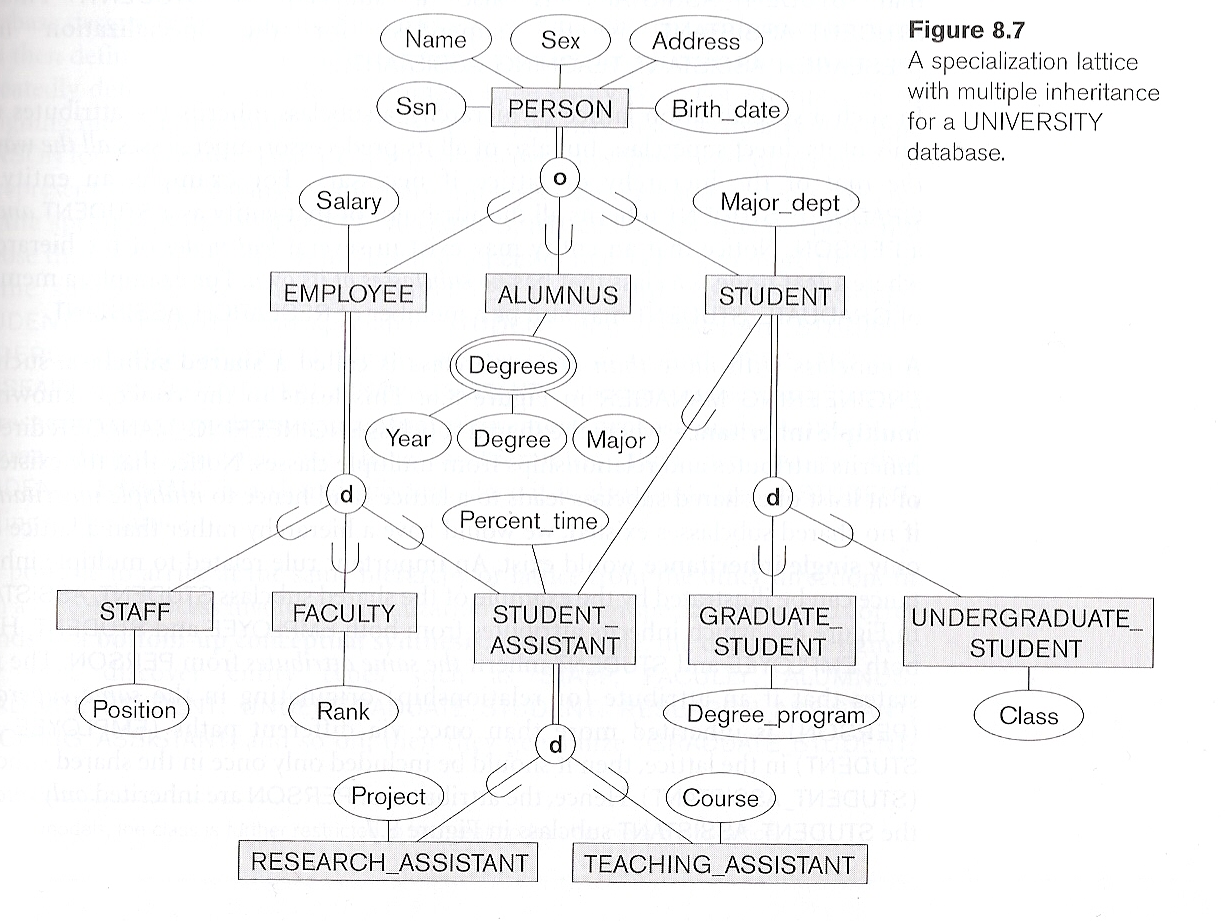 Name
Sex
Address
Figure 8.7
A specialization lattice
with multiple inheritance
for a UNIVERSITY
database.
Ssn
PERSON
Birth_date
o
Salary
Major_dept
EMPLOYEE
ALUMNUS
STUDENT
Degrees
Year
Degree
Major
d
d
Percent_time
STAFF
FACULTY
STUDENT_
ASSISTANT
GRADUATE_
STUDENT
UNDERGRADUATE_
STUDENT
Position
Rank
Degree_program
Class
d
Project
Course
RESEARCH_ASSISTANT
TEACHING_ASSISTANT